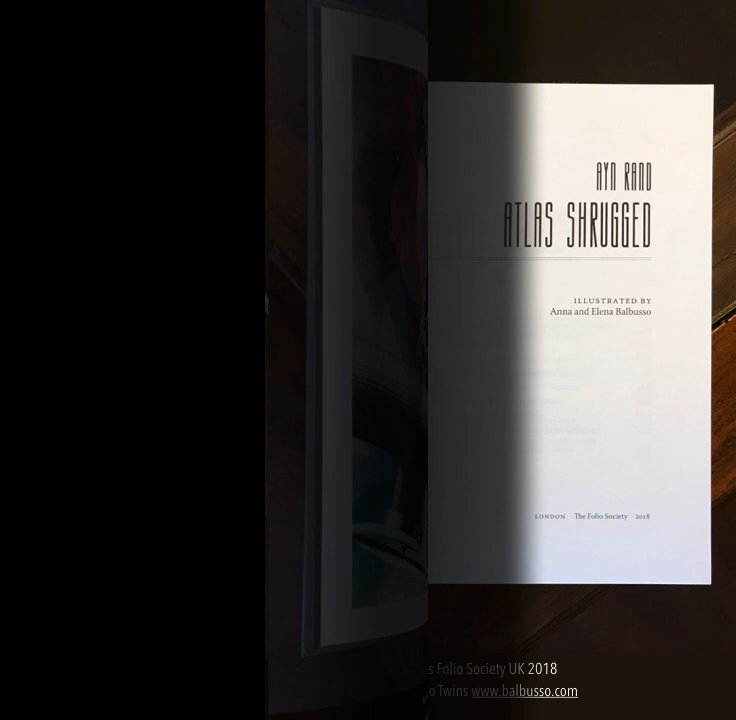 AYN RAND
ATLAS SHRUGGED
ILLUSTRATED BY
Anna and Elena Balbusso
LONDON The Folio Society 2018
s Folio Society UK 2018
o Twins www.balbusso.com